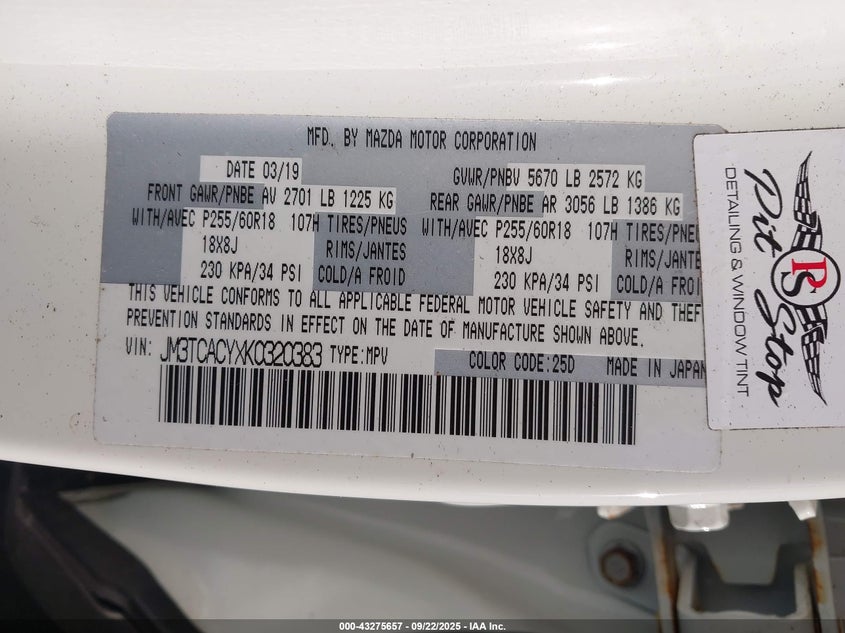 MFD. BY MAZDA MOTOR CORPORATION
DATE 03/19 GVWR/PNBV 5670 LB 2572 KG
FRONT GAWR/PNBE AV 2701 LB 1225 KG REAR GAWR/PNBE AR 3056 LB 1386 KG
WITH/AVEC P255/60R18 107H TIRES/PNEUS WITH/AVEC P255/60R18 107H TIRES/PNEU
18X8J RIMS/JANTES 18X8J RIMS/JANTE
230 KPA/34 PSI COLD/A FROID 230 KPA/34 PSI COLD/A FROI
THIS VEHICLE CONFORMS TO ALL APPLICABLE FEDERAL MOTOR VEHICLE SAFETY AND THEF
PREVENTION STANDARDS IN EFFECT ON THE DATE OF MANUFACTURE SHOWN ABOVE.
VIN: JM3TCACYXK0320383 TYPE:MPV COLOR CODE:25D MADE IN JAPAN
Pit Stop
PS
DETAILING & WINDOW TINT
000-43275657 - 09/22/2025 - IAA Inc.